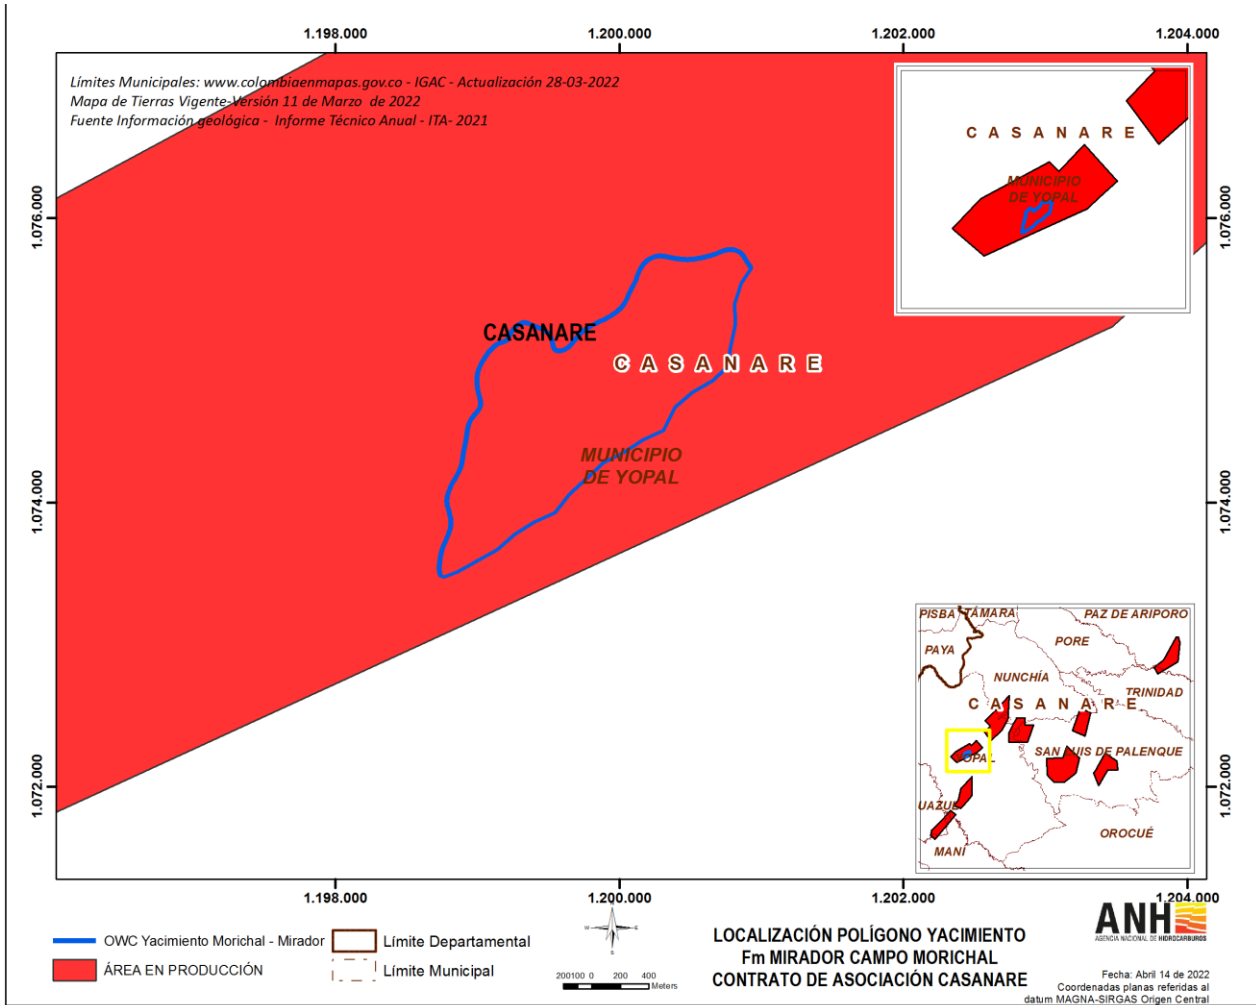 1.198.000
1.200.000
1.202.000
1.204.000
Límites Municipales: www.colombiaenmapas.gov.co - IGAC - Actualización 28-03-2022
Mapa de Tierras Vigente-Versión 11 de Marzo de 2022
Fuente Información geológica - Informe Técnico Anual - ITA- 2021
CASANARE
MUNICIPIO
DE YOPAL
1.076.000
1.076.000
CASANARE
CASANARE
MUNICIPIO
DE YOPAL
1.074.000
1.074.000
PISBA
TÁMARA
PAZ DE ARIPORO
PAYA
PORE
NUNCHÍA
TRINIDAD
CASANARE
SAN LUIS DE PALENQUE
OPAL
UAZUL
OROCUÉ
MANI
1.072.000
1.072.000
1.198.000
1.200.000
1.202.000
1.204.000
OWC Yacimiento Morichal - Mirador
ÁREA EN PRODUCCIÓN
Límite Departamental
Límite Municipal
W
E
200100 0 200 400
Meters
LOCALIZACIÓN POLÍGONO YACIMIENTO
Fm MIRADOR CAMPO MORICHAL
CONTRATO DE ASOCIACIÓN CASANARE
ANH
AGENCIA NACIONAL DE HIDROCARBUROS
Fecha: Abril 14 de 2022
Coordenadas planas referidas al
datum MAGNA-SIRGAS Origen Central